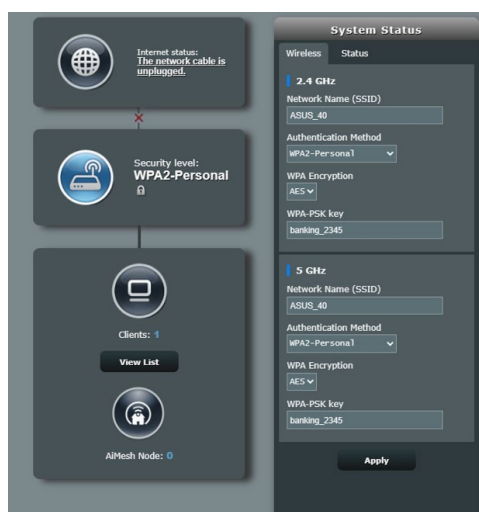 Internet status:
The network cable is
unplugged.
Security level:
WPA2-Personal
Clients: 1
View List
AiMesh Node: 0
System Status
Wireless Status
2.4 GHz
Network Name (SSID)
ASUS_40
Authentication Method
WPA2-Personal
WPA Encryption
AES
WPA-PSK key
banking_2345
5 GHz
Network Name (SSID)
ASUS_40
Authentication Method
WPA2-Personal
WPA Encryption
AES
WPA-PSK key
banking_2345
Apply